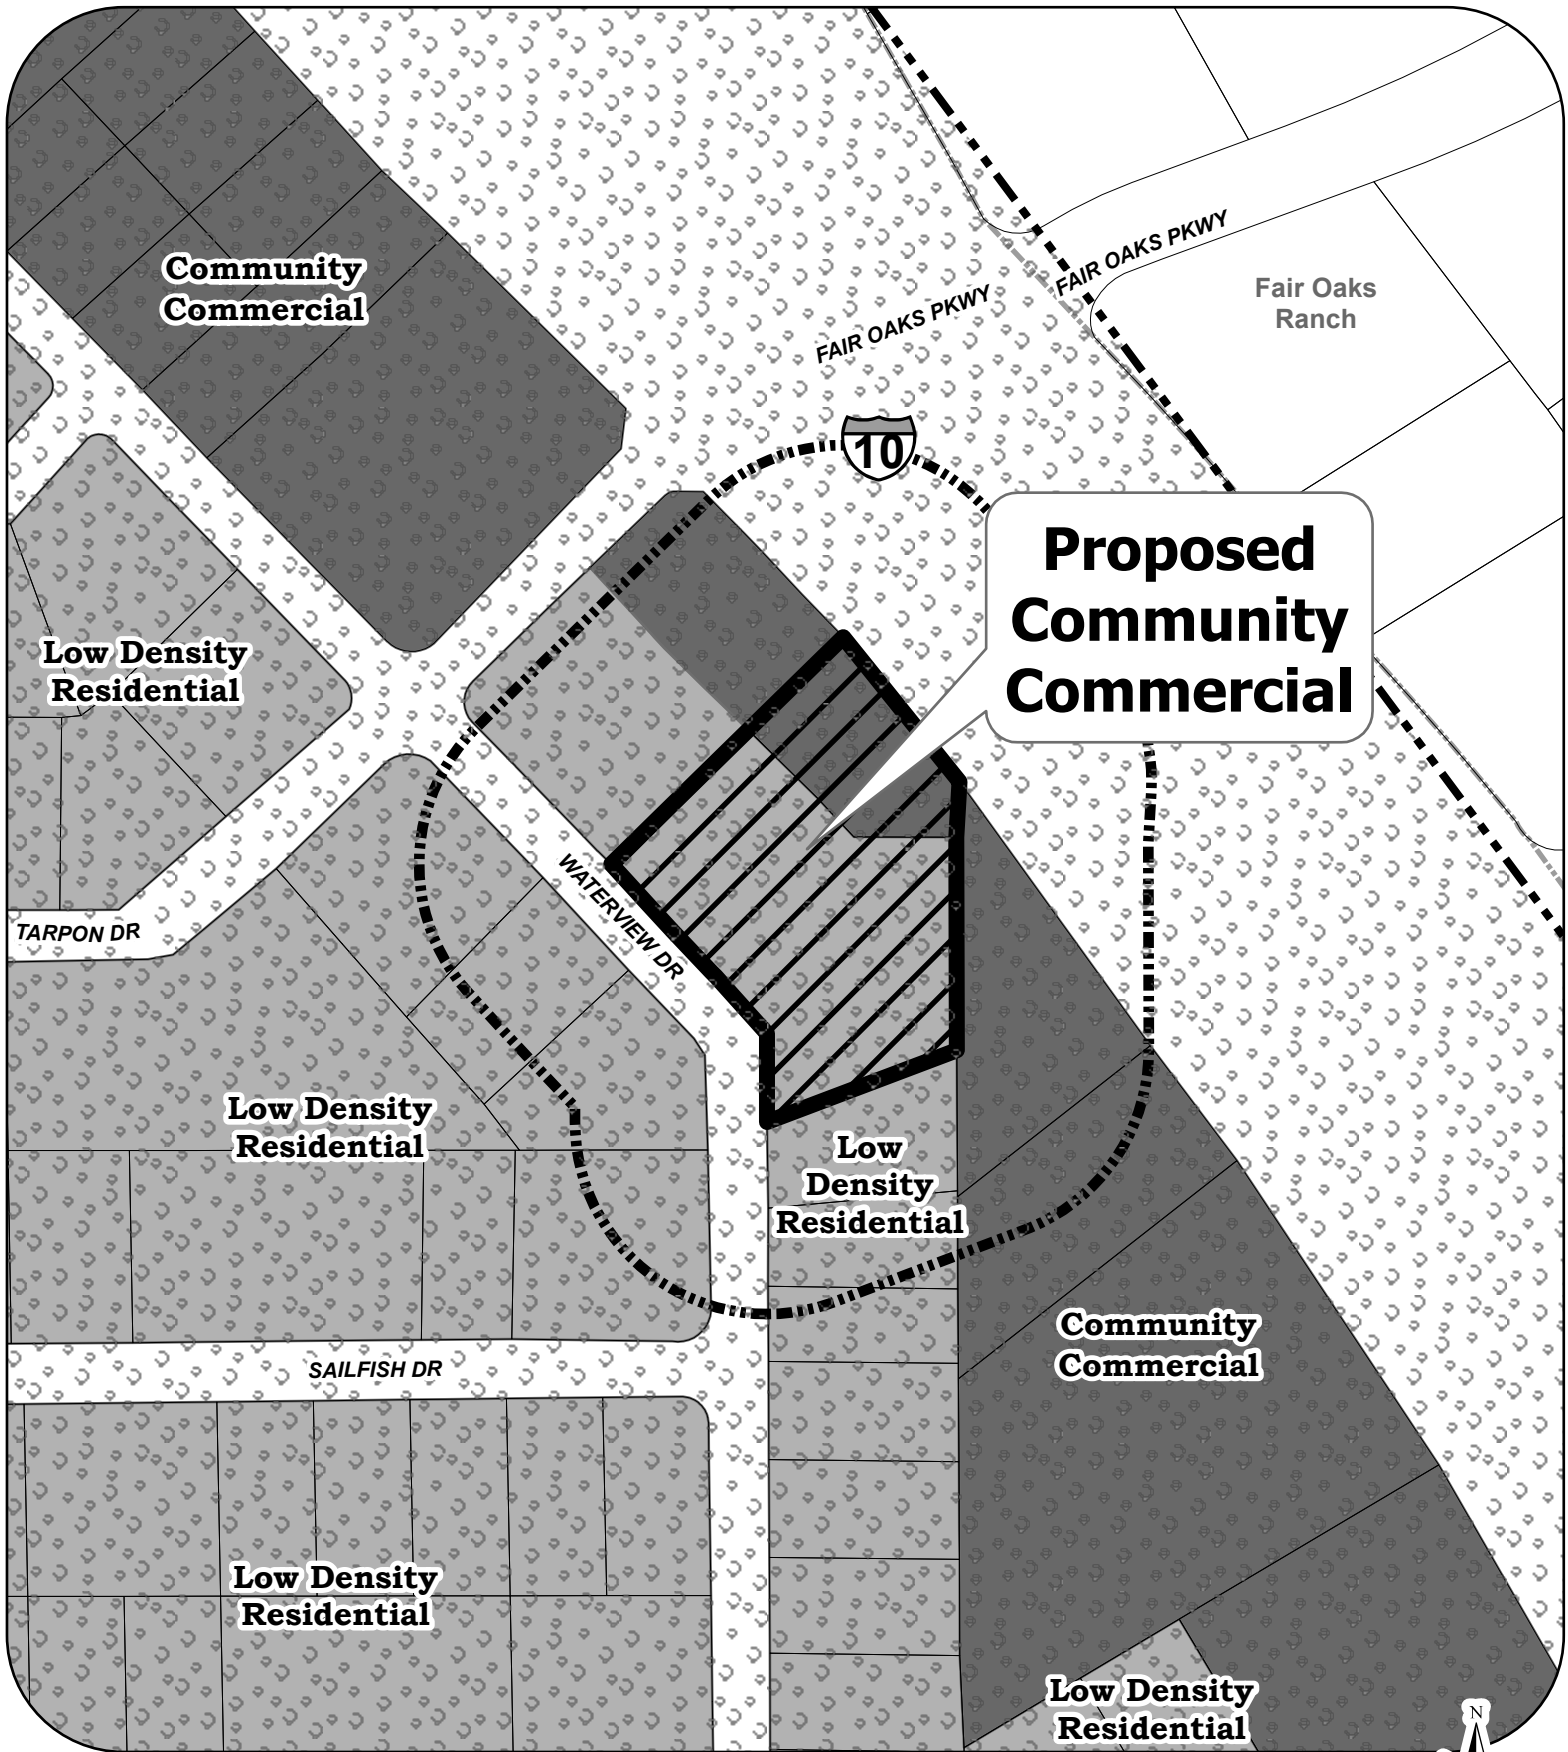 FAIR OAKS PKWY
Fair Oaks
Ranch
Community
Commercial
FAIR OAKS PKWY
10
Proposed
Community
Commercial
Low Density
Residential
WATERVIEW DR
TARPON DR
Low Density
Residential
Low
Density
Residential
Community
Commercial
SAILFISH DR
Low Density
Residential
Low Density
Residential
N